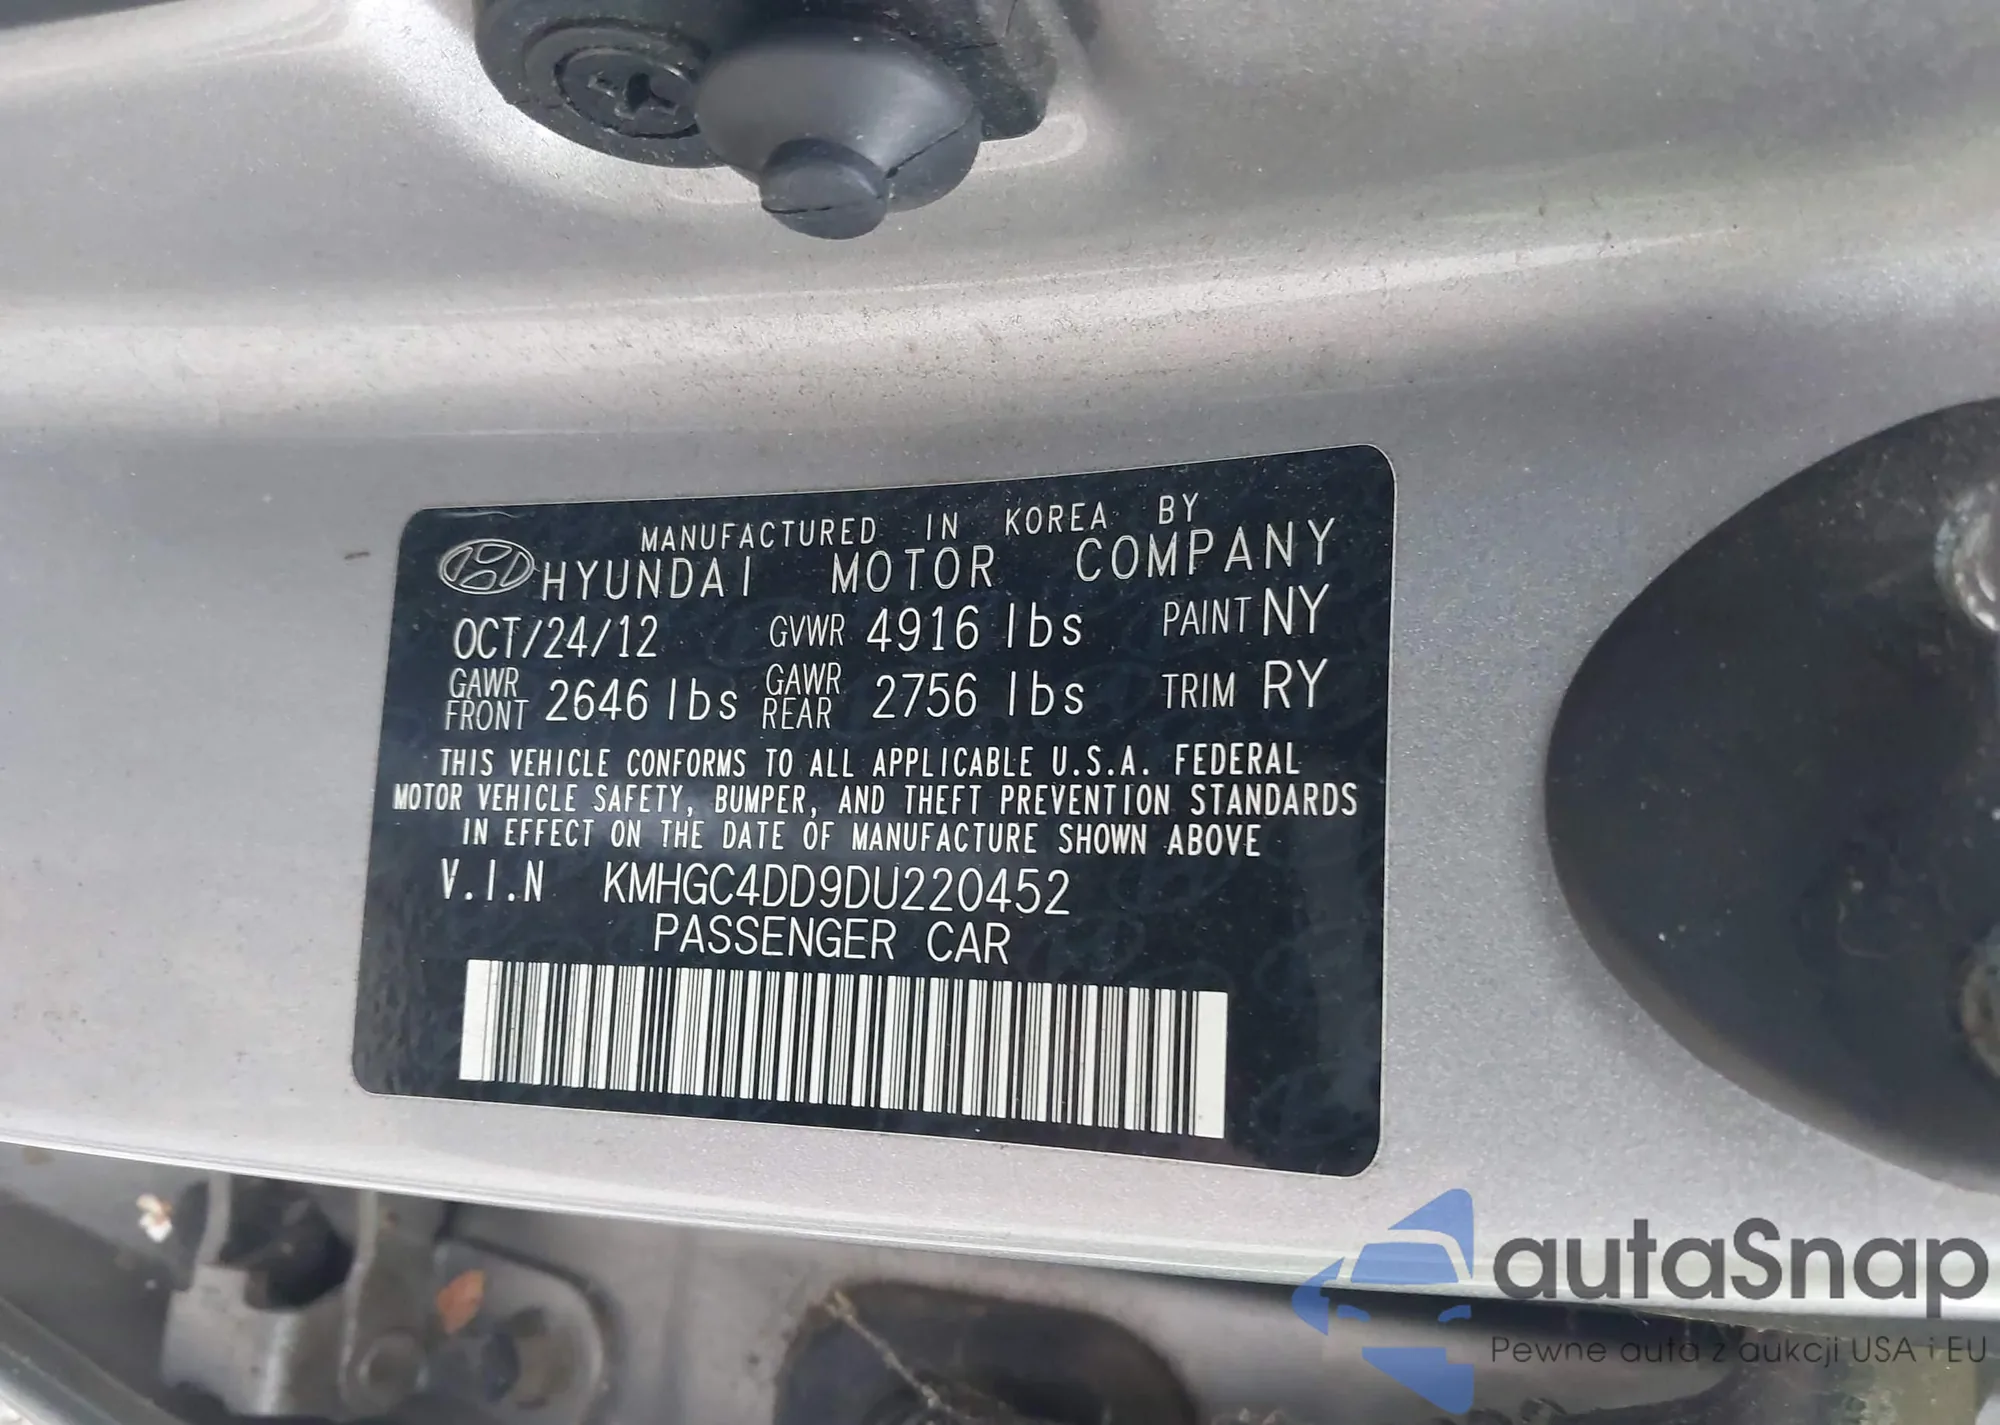 MANUFACTURED IN KOREA BY
HYUNDAI MOTOR COMPANY
OCT/24/12 GVWR 4916 lbs PAINT NY
GAWR FRONT 2646 lbs GAWR REAR 2756 lbs TRIM RY
THIS VEHICLE CONFORMS TO ALL APPLICABLE U.S.A. FEDERAL
MOTOR VEHICLE SAFETY, BUMPER, AND THEFT PREVENTION STANDARDS
IN EFFECT ON THE DATE OF MANUFACTURE SHOWN ABOVE
V.I.N KMHGC4DD9DU220452
PASSENGER CAR
autaSnap
Pewne auta z aukcji USA i EU